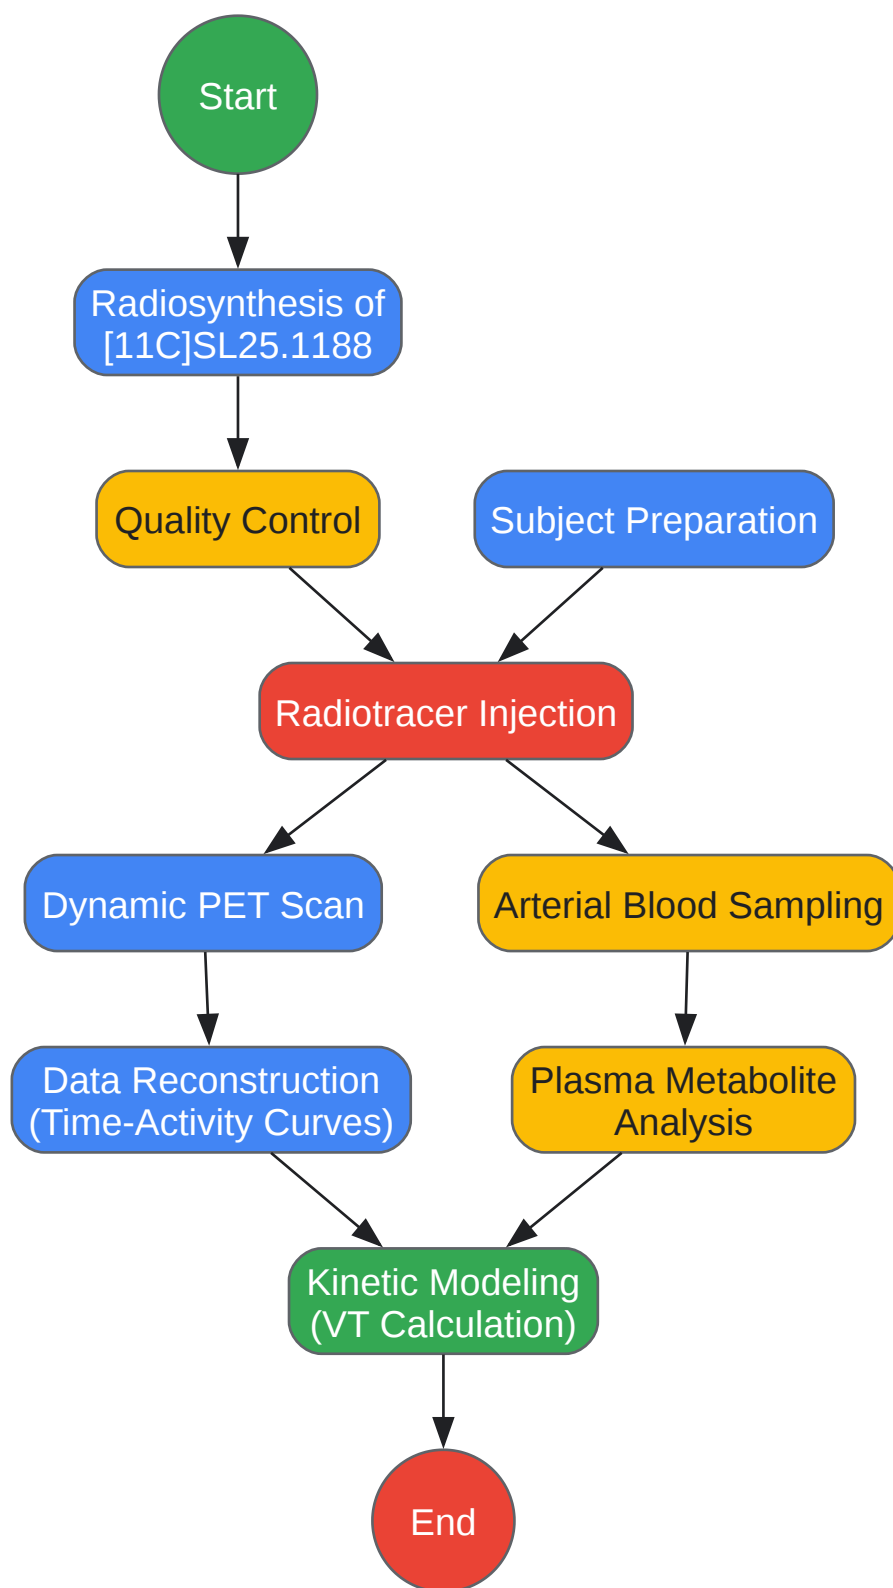 Start
Radiosynthesis of
[11C]SL25.1188
Quality Control
Subject Preparation
Radiotracer Injection
Dynamic PET Scan
Arterial Blood Sampling
Data Reconstruction
(Time-Activity Curves)
Plasma Metabolite
Analysis
Kinetic Modeling
(VT Calculation)
End